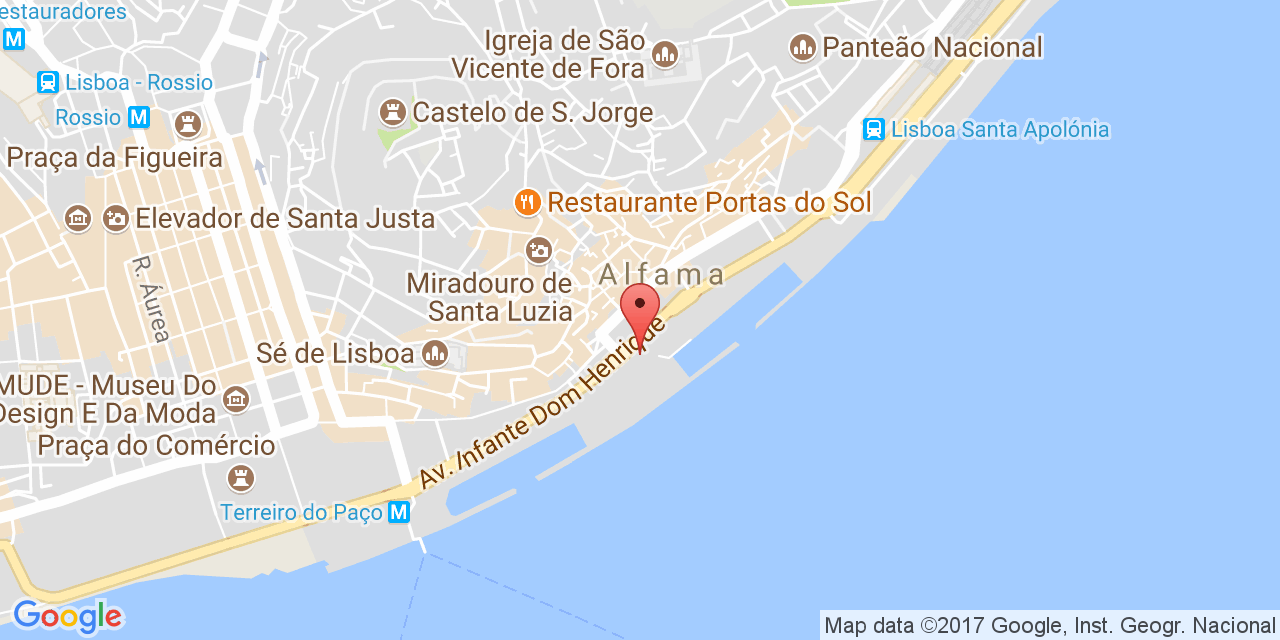 estauradores
M
Lisboa - Rossio
Rossio M
Praça da Figueira
Igreja de São
Vicente de Fora
Panteão Nacional
Castelo de S. Jorge
Lisboa Santa Apolónia
Restaurante Portas do Sol
Elevador de Santa Justa
R. Áurea
Miradouro de
Santa Luzia
Alfama
Sé de Lisboa
MUDE - Museu Do
Design E Da Moda
Praça do Comércio
Av. Infante Dom Henrique
Terreiro do Paço M
Google
Map data ©2017 Google, Inst. Geogr. Nacional